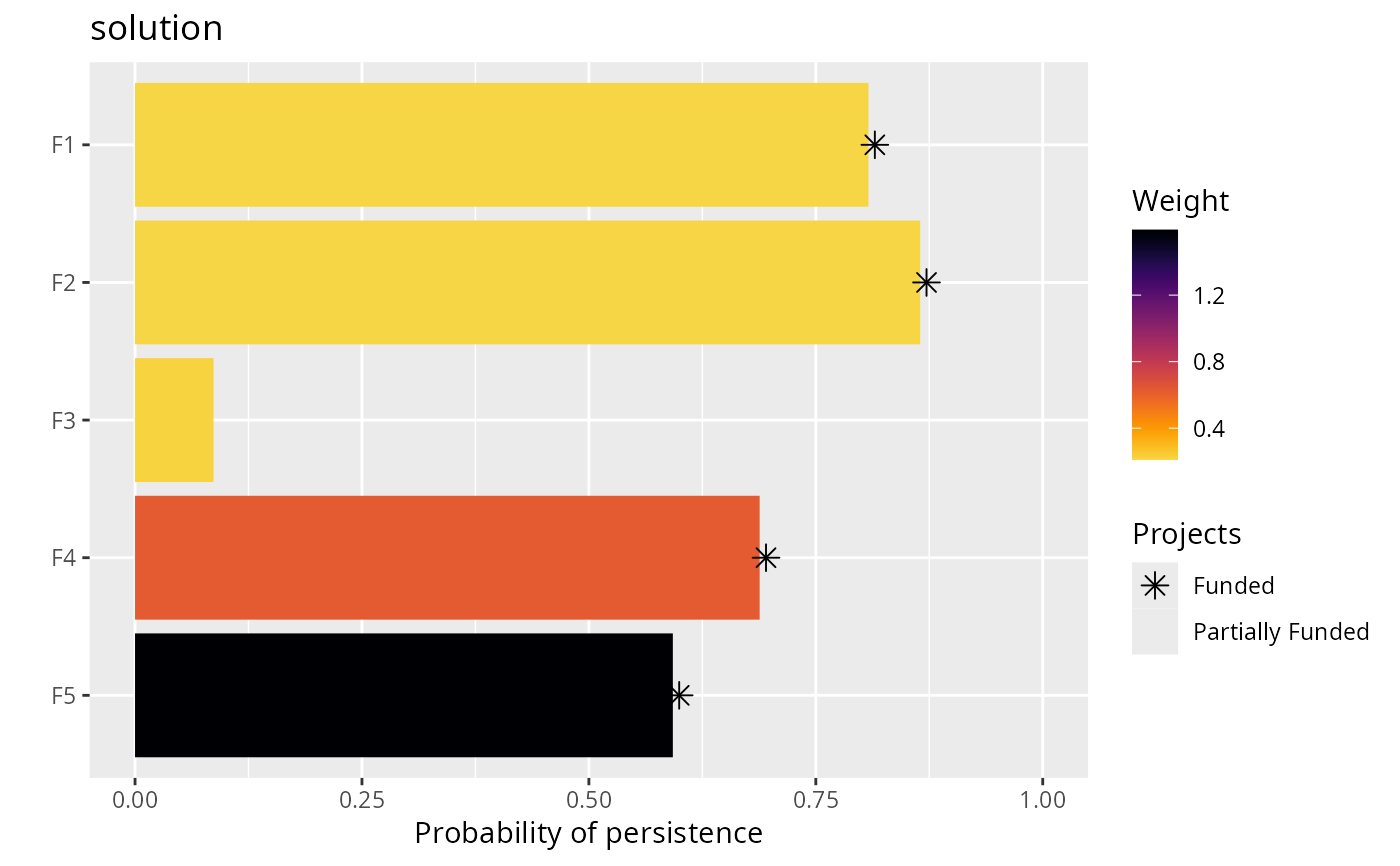 solution
F1
F2
F3
F4
F5
0.00 0.25 0.50 0.75 1.00
Probability of persistence
Weight
1.2
0.8
0.4
Projects
Funded
Partially Funded